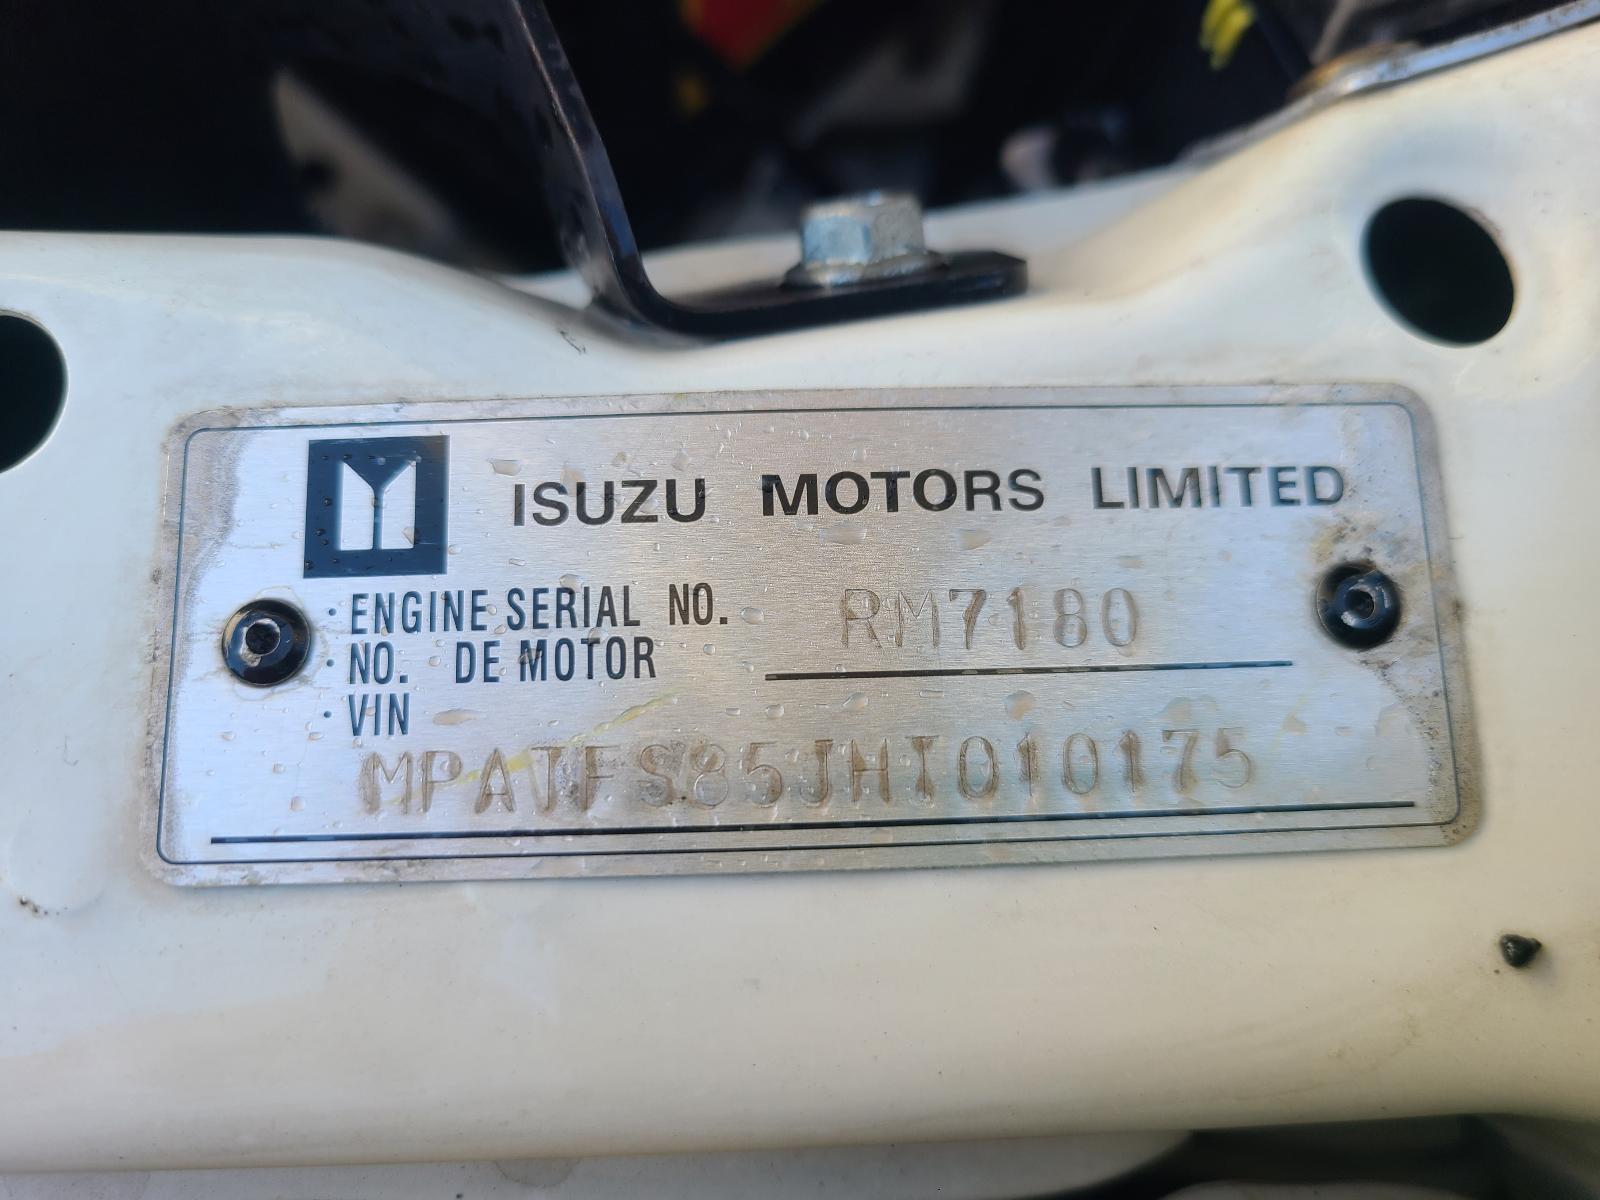 ISUZU MOTORS LIMITED
· ENGINE SERIAL NO. RM7180
· NO. DE MOTOR
· VIN
MPATFS85JHT010175